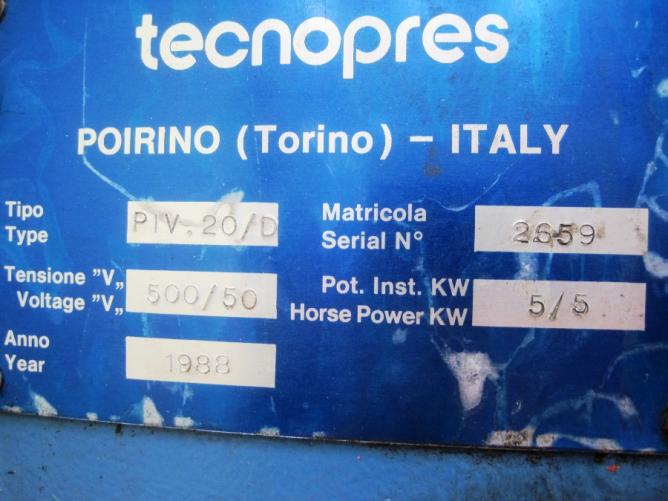 tecnopres
POIRINO (Torino) – ITALY
Tipo
Type
PIV.20/D
Matricola
Serial N°
2659
Tensione "V„
Voltage "V„
500/50
Pot. Inst. KW
Horse Power KW
5/5
Anno
Year
1988